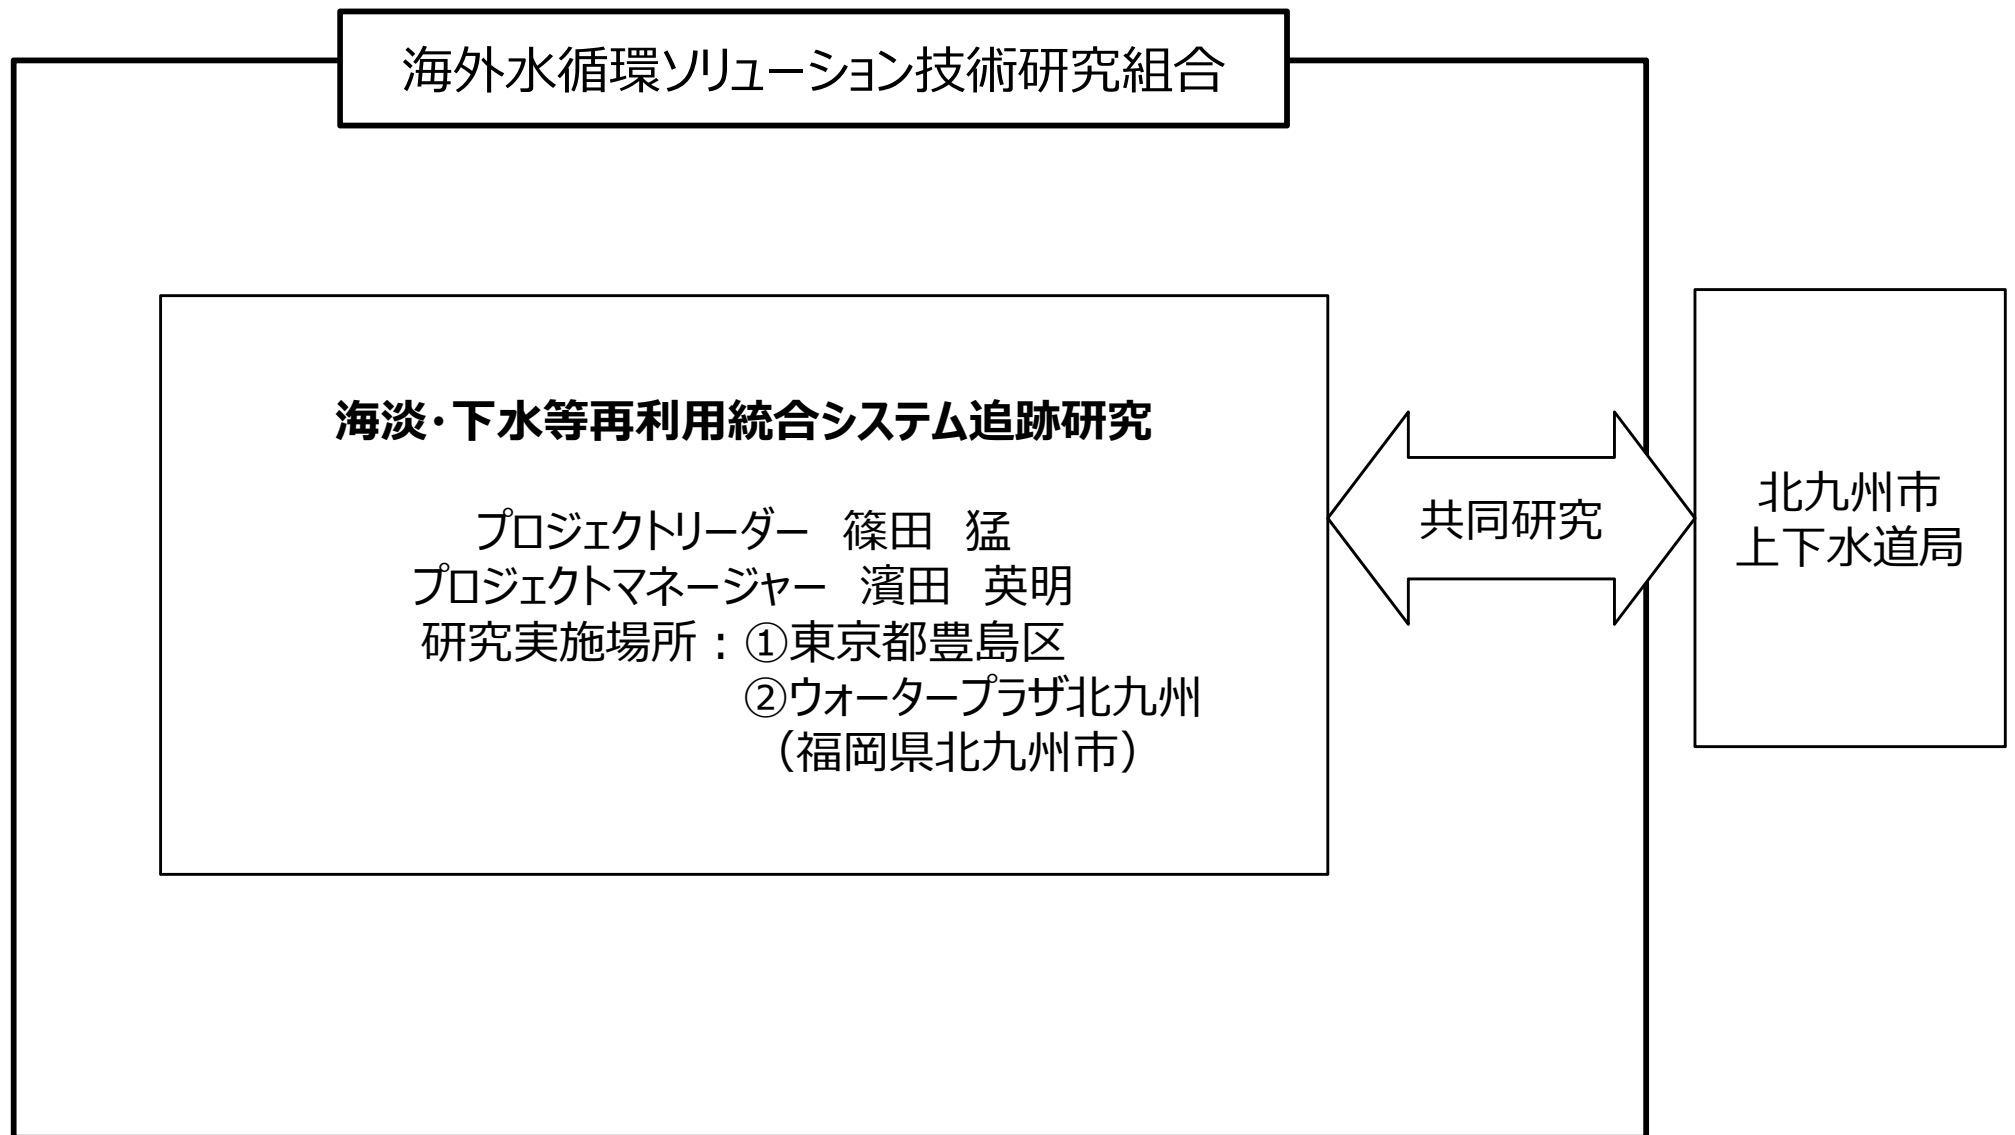 海外水循環ソリューション技術研究組合
海淡・下水等再利用統合システム追跡研究
プロジェクトリーダー　篠田　猛
プロジェクトマネージャー　濱田　英明
研究実施場所：①東京都豊島区
②ウォータープラザ北九州
（福岡県北九州市）
共同研究
北九州市
上下水道局